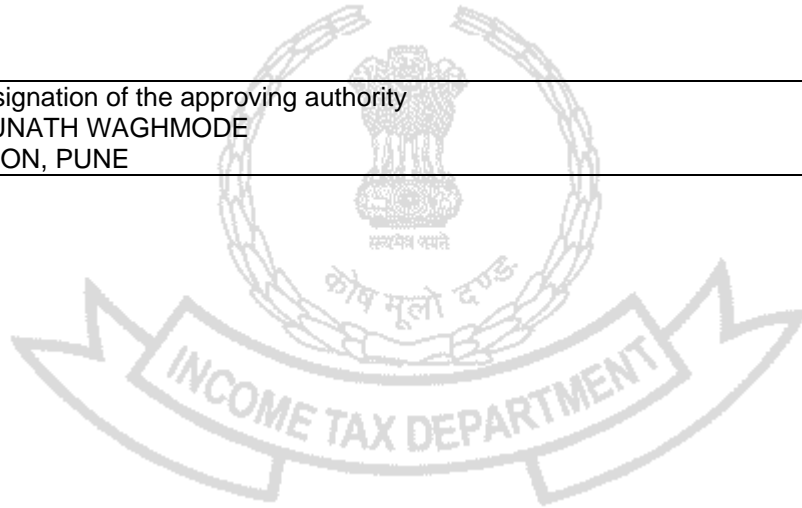 signation of the approving authority
UNATH WAGHMODE
ON, PUNE
सत्यमेव जयते
कोष मूलो दण्डः
INCOME TAX DEPARTMENT